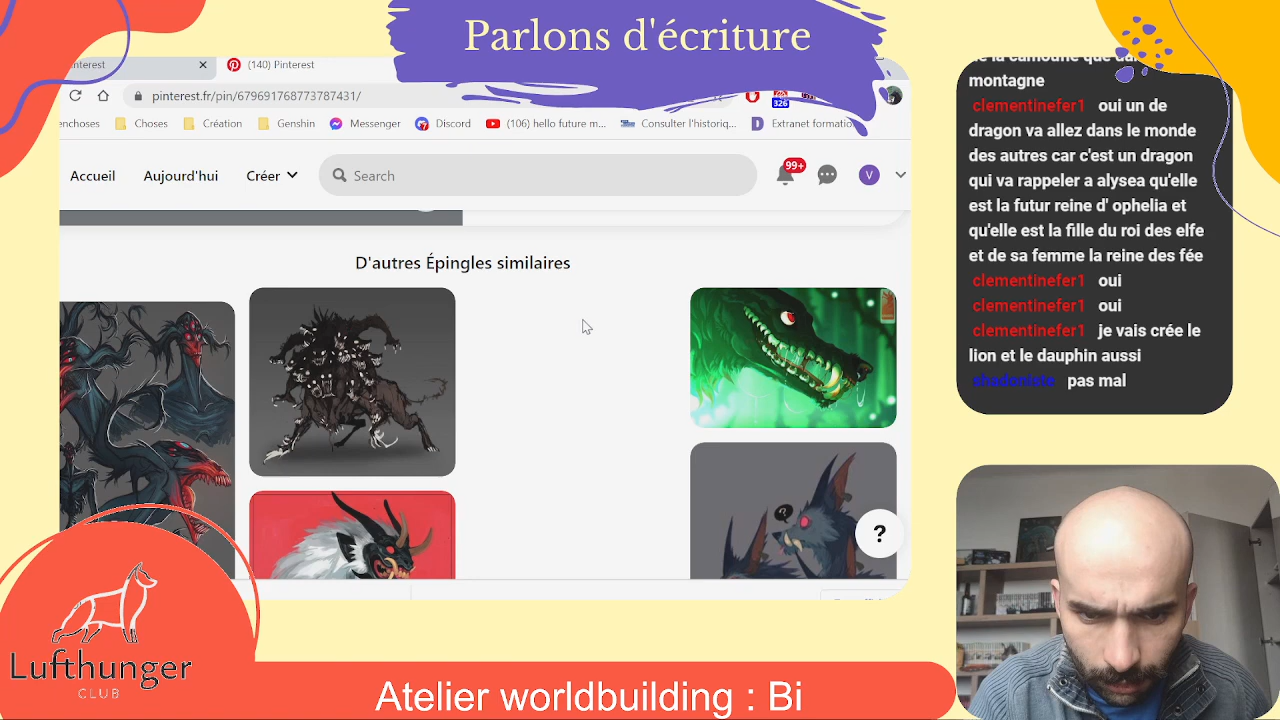 Parlons d'écriture
nterest
(140) Pinterest
pinterest.fr/pin/679691768773787431/
326
enchoses
Choses
Création
Genshin
Messenger
Discord
(106) hello future m...
Consulter l'historiq...
Extranet formatio
Accueil
Aujourd'hui
Créer
Search
99+
V
D'autres Épingles similaires
?
?
montagne
clementinefer1 oui un de
dragon va allez dans le monde
des autres car c'est un dragon
qui va rappeler a alysea qu'elle
est la futur reine d' ophelia et
qu'elle est la fille du roi des elfe
et de sa femme la reine des fée
clementinefer1 oui
clementinefer1 oui
clementinefer1 je vais crée le
lion et le dauphin aussi
shadoniste pas mal
Lufthunger
CLUB
Atelier worldbuilding : Bi